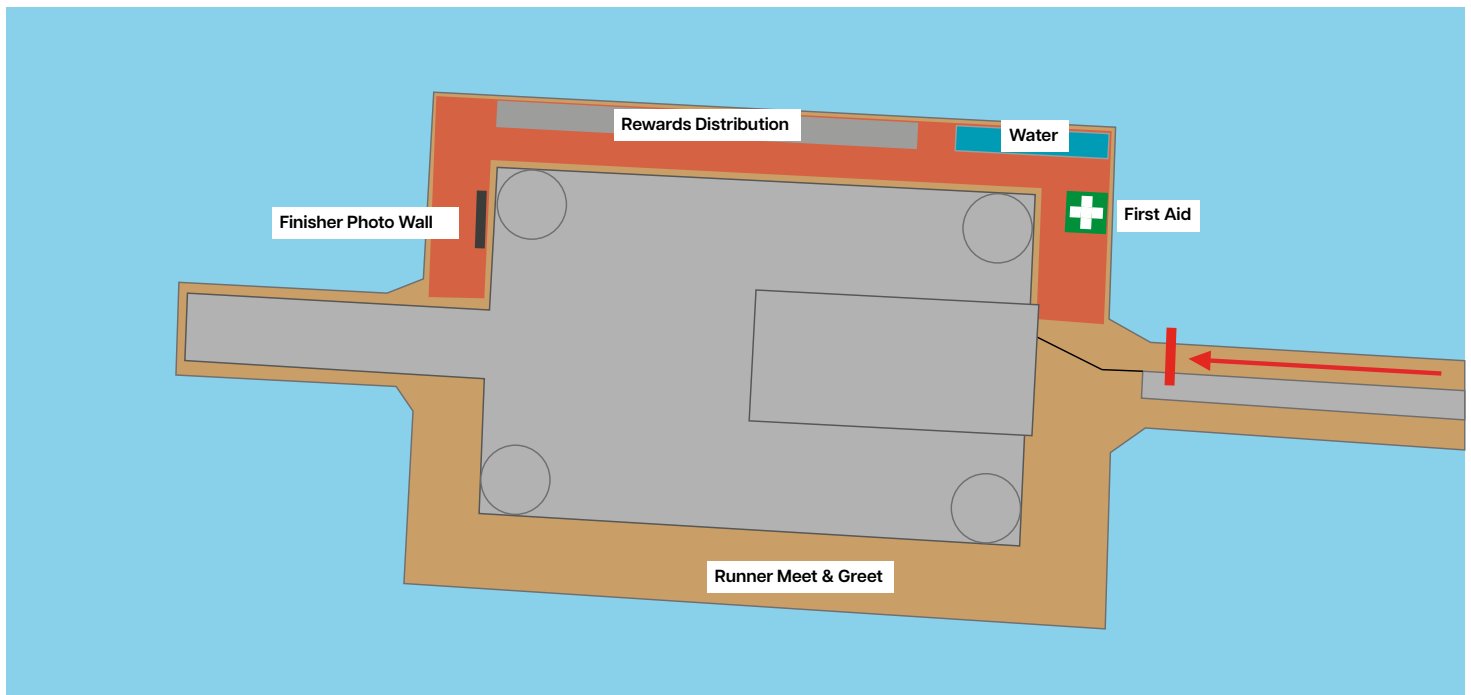 Rewards Distribution
Water
Finisher Photo Wall
First Aid
Runner Meet & Greet